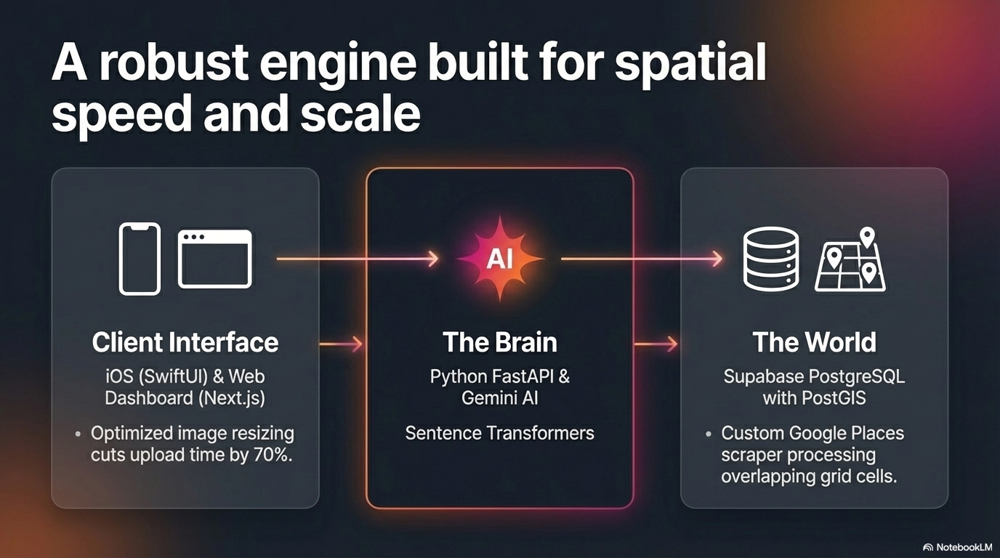 A robust engine built for spatial
speed and scale
Client Interface
iOS (SwiftUI) & Web
Dashboard (Next.js)
• Optimized image resizing
cuts upload time by 70%.
AI
The Brain
Python FastAPI &
Gemini AI
Sentence Transformers
The World
Supabase PostgreSQL
with PostGIS
• Custom Google Places
scraper processing
overlapping grid cells.
NotebookLM